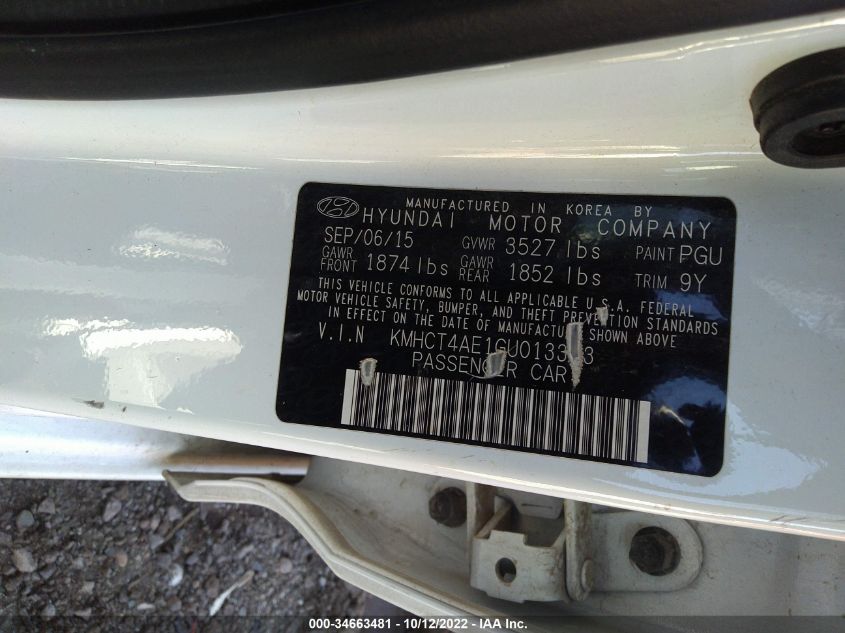 MANUFACTURED IN KOREA BY
HYUNDAI MOTOR COMPANY
SEP/06/15 GVWR 3527 lbs PAINT PGU
GAWR FRONT 1874 lbs GAWR REAR 1852 lbs TRIM 9Y
THIS VEHICLE CONFORMS TO ALL APPLICABLE U.S.A. FEDERAL
MOTOR VEHICLE SAFETY, BUMPER, AND THEFT PREVENTION STANDARDS
IN EFFECT ON THE DATE OF MANUFACTURE SHOWN ABOVE
V.I.N
PASSENGER CAR
000-34663481 - 10/12/2022 - IAA Inc.